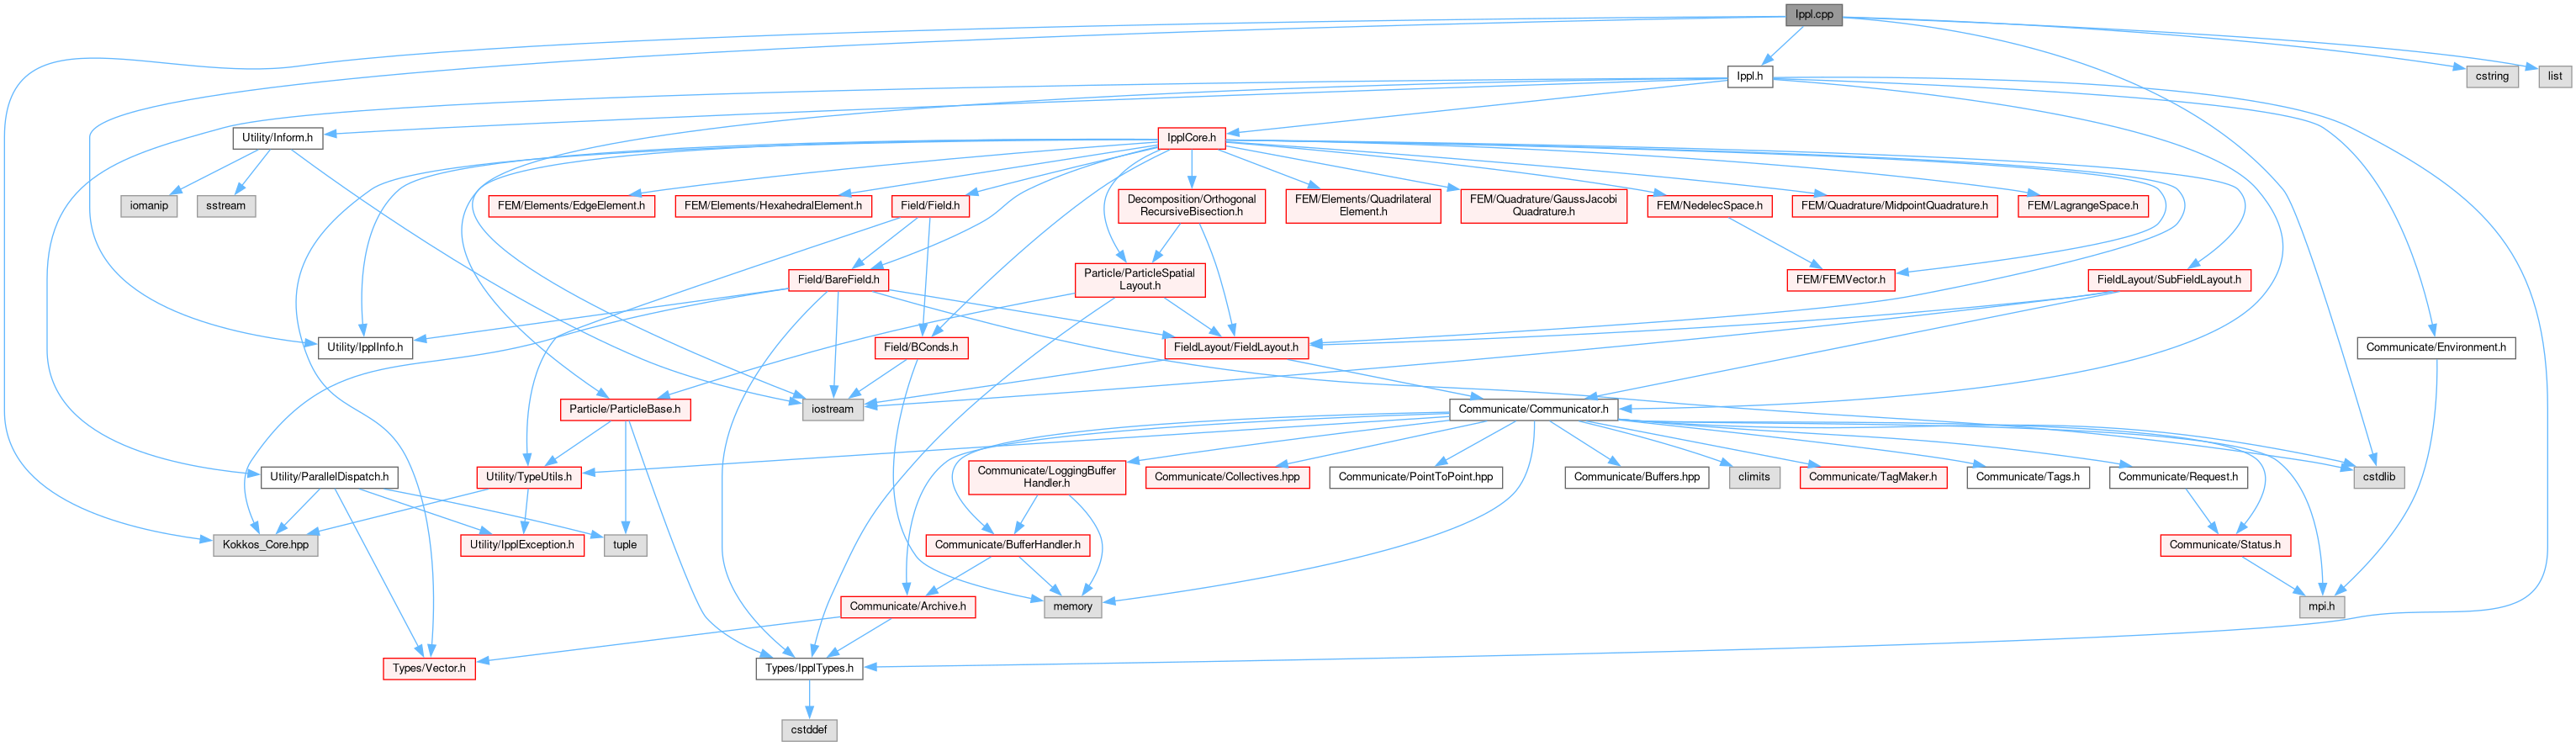 Ippl.cpp
Ippl.h
cstring
list
Utility/Inform.h
IpplCore.h
iomanip
sstream
FEM/Elements/EdgeElement.h
FEM/Elements/HexahedralElement.h
Field/Field.h
Decomposition/Orthogonal
RecursiveBisection.h
FEM/Elements/Quadrilateral
Element.h
FEM/Quadrature/GaussJacobi
Quadrature.h
FEM/NedelecSpace.h
FEM/Quadrature/MidpointQuadrature.h
FEM/LagrangeSpace.h
Field/BareField.h
Particle/ParticleSpatial
Layout.h
FEM/FEMVector.h
FieldLayout/SubFieldLayout.h
Utility/IpplInfo.h
Field/BConds.h
FieldLayout/FieldLayout.h
Communicate/Environment.h
Particle/ParticleBase.h
iostream
Communicate/Communicator.h
Utility/ParallelDispatch.h
Utility/TypeUtils.h
Communicate/LoggingBuffer
Handler.h
Communicate/Collectives.hpp
Communicate/PointToPoint.hpp
Communicate/Buffers.hpp
climits
Communicate/TagMaker.h
Communicate/Tags.h
Communicate/Request.h
cstdlib
Kokkos_Core.hpp
Utility/IpplException.h
tuple
Communicate/BufferHandler.h
Communicate/Status.h
Communicate/Archive.h
memory
mpi.h
Types/Vector.h
Types/IpplTypes.h
cstddef